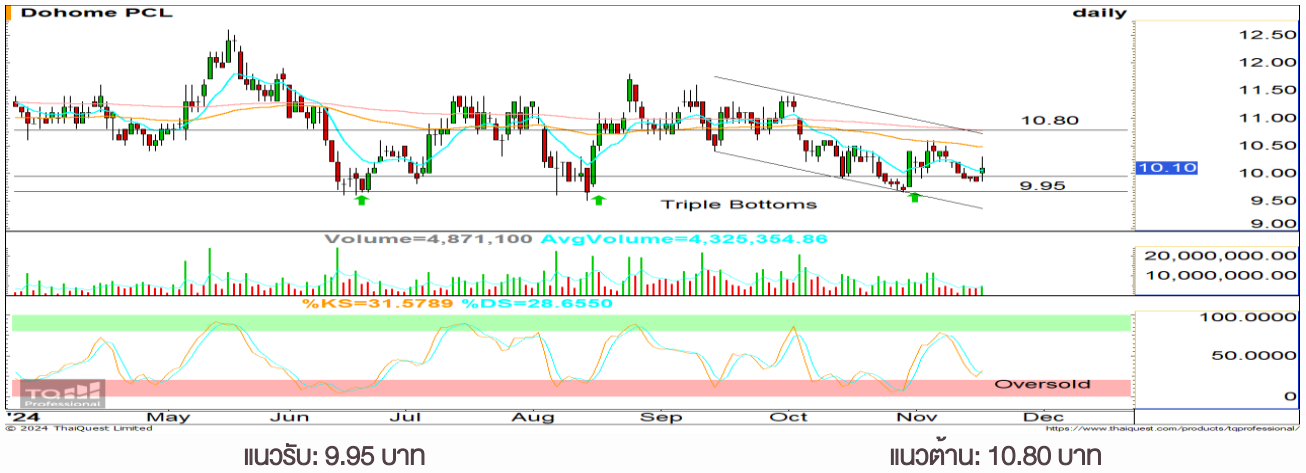 Dohome PCL daily
12.50
12.00
11.50
11.00
10.80
10.50
10.10
10.00
9.95
9.50
Triple Bottoms
9.00
Volume=4,871,100 AvgVolume=4,325,354.86
20,000,000.00
10,000,000.00
%KS=31.5789 %DS=28.6550
100.0000
50.0000
Oversold
0
TQ
Professional
'24 May Jun Jul Aug Sep Oct Nov Dec
© 2024 ThaiQuest Limited https://www.thaiquest.com/products/tqprofessional/
แนวรับ: 9.95 บาท แนวต้าน: 10.80 บาท